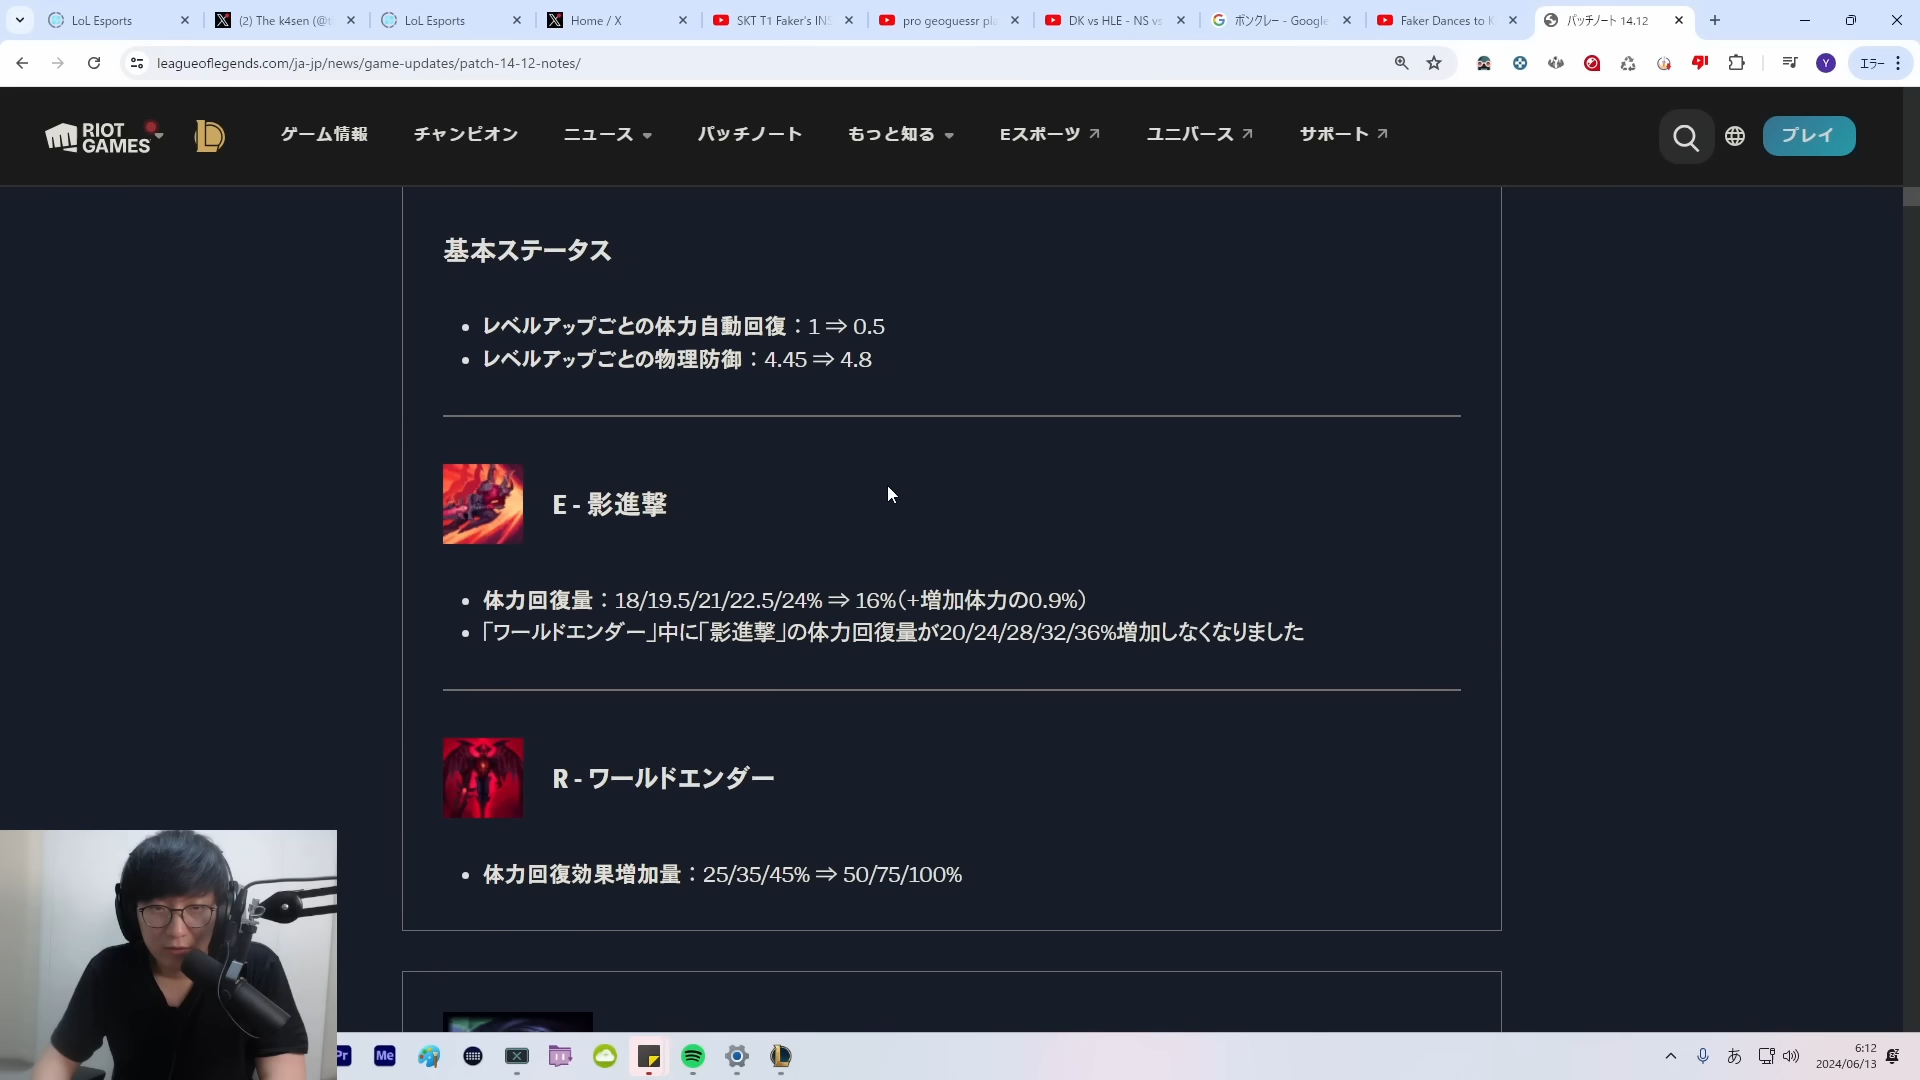 LoL Esports
(2) The k4sen (@t
LoL Esports
Home / X
SKT T1 Faker's INS
pro geoguessr pla
DK vs HLE - NS vs
ボンクレー - Google
Faker Dances to K
パッチノート 14.12
leagueoflegends.com/ja-jp/news/game-updates/patch-14-12-notes/
Y
エラー
RIOT GAMES
ゲーム情報
チャンピオン
ニュース
パッチノート
もっと知る
Eスポーツ
ユニバース
サポート
プレイ
基本ステータス
レベルアップごとの体力自動回復：1 ⇒ 0.5
レベルアップごとの物理防御：4.45 ⇒ 4.8
E - 影進撃
体力回復量：18/19.5/21/22.5/24% ⇒ 16%（+増加体力の0.9%）
「ワールドエンダー」中に「影進撃」の体力回復量が20/24/28/32/36%増加しなくなりました
R - ワールドエンダー
体力回復効果増加量：25/35/45% ⇒ 50/75/100%
Pr
Me
あ
6:12
2024/06/13